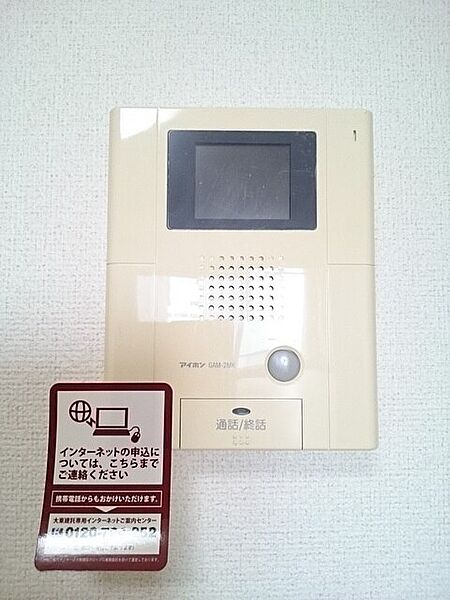 アイホン GAM-2MK
通話/終話
インターネットの申込に
ついては、こちらまで
ご連絡ください
携帯電話からもおかけいただけます。
大東建託専用インターネットご案内センター